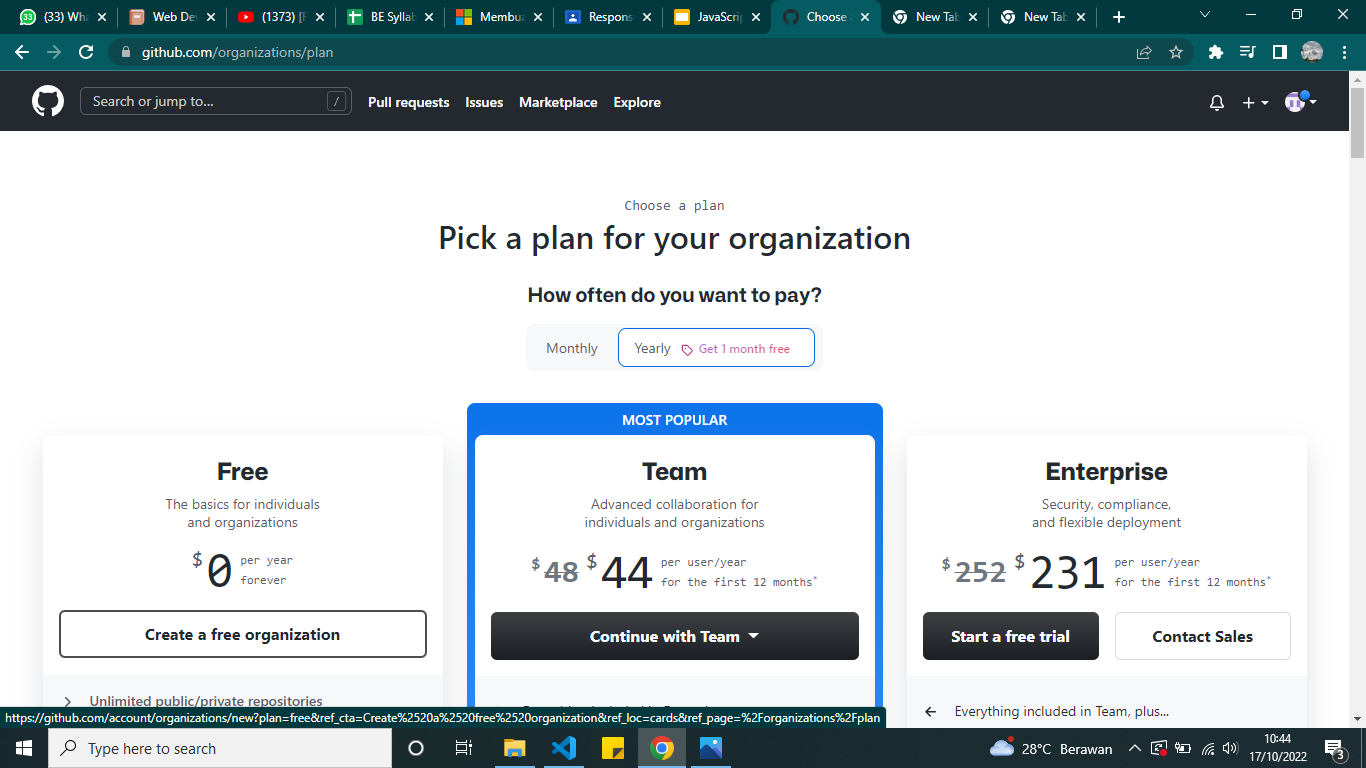 (33) Wha
Web Dev
(1373) [F
BE Syllab
Membua
Respons
JavaScrip
Choose a
New Tab
New Tab
github.com/organizations/plan
Search or jump to...
/
Pull requests
Issues
Marketplace
Explore
Choose a plan
Pick a plan for your organization
How often do you want to pay?
Monthly
Yearly Get 1 month free
MOST POPULAR
Free
The basics for individuals
and organizations
$ 0 per year
forever
Create a free organization
Unlimited public/private repositories
Team
Advanced collaboration for
individuals and organizations
$ 48 $ 44 per user/year
for the first 12 months*
Continue with Team
Enterprise
Security, compliance,
and flexible deployment
$ 252 $ 231 per user/year
for the first 12 months*
Start a free trial
Contact Sales
Everything included in Team, plus...
https://github.com/account/organizations/new?plan=free&ref_cta=Create%2520a%2520free%2520organization&ref_loc=cards&ref_page=%2Forganizations%2Fplan
Type here to search
28°C Berawan
10:44
17/10/2022
3